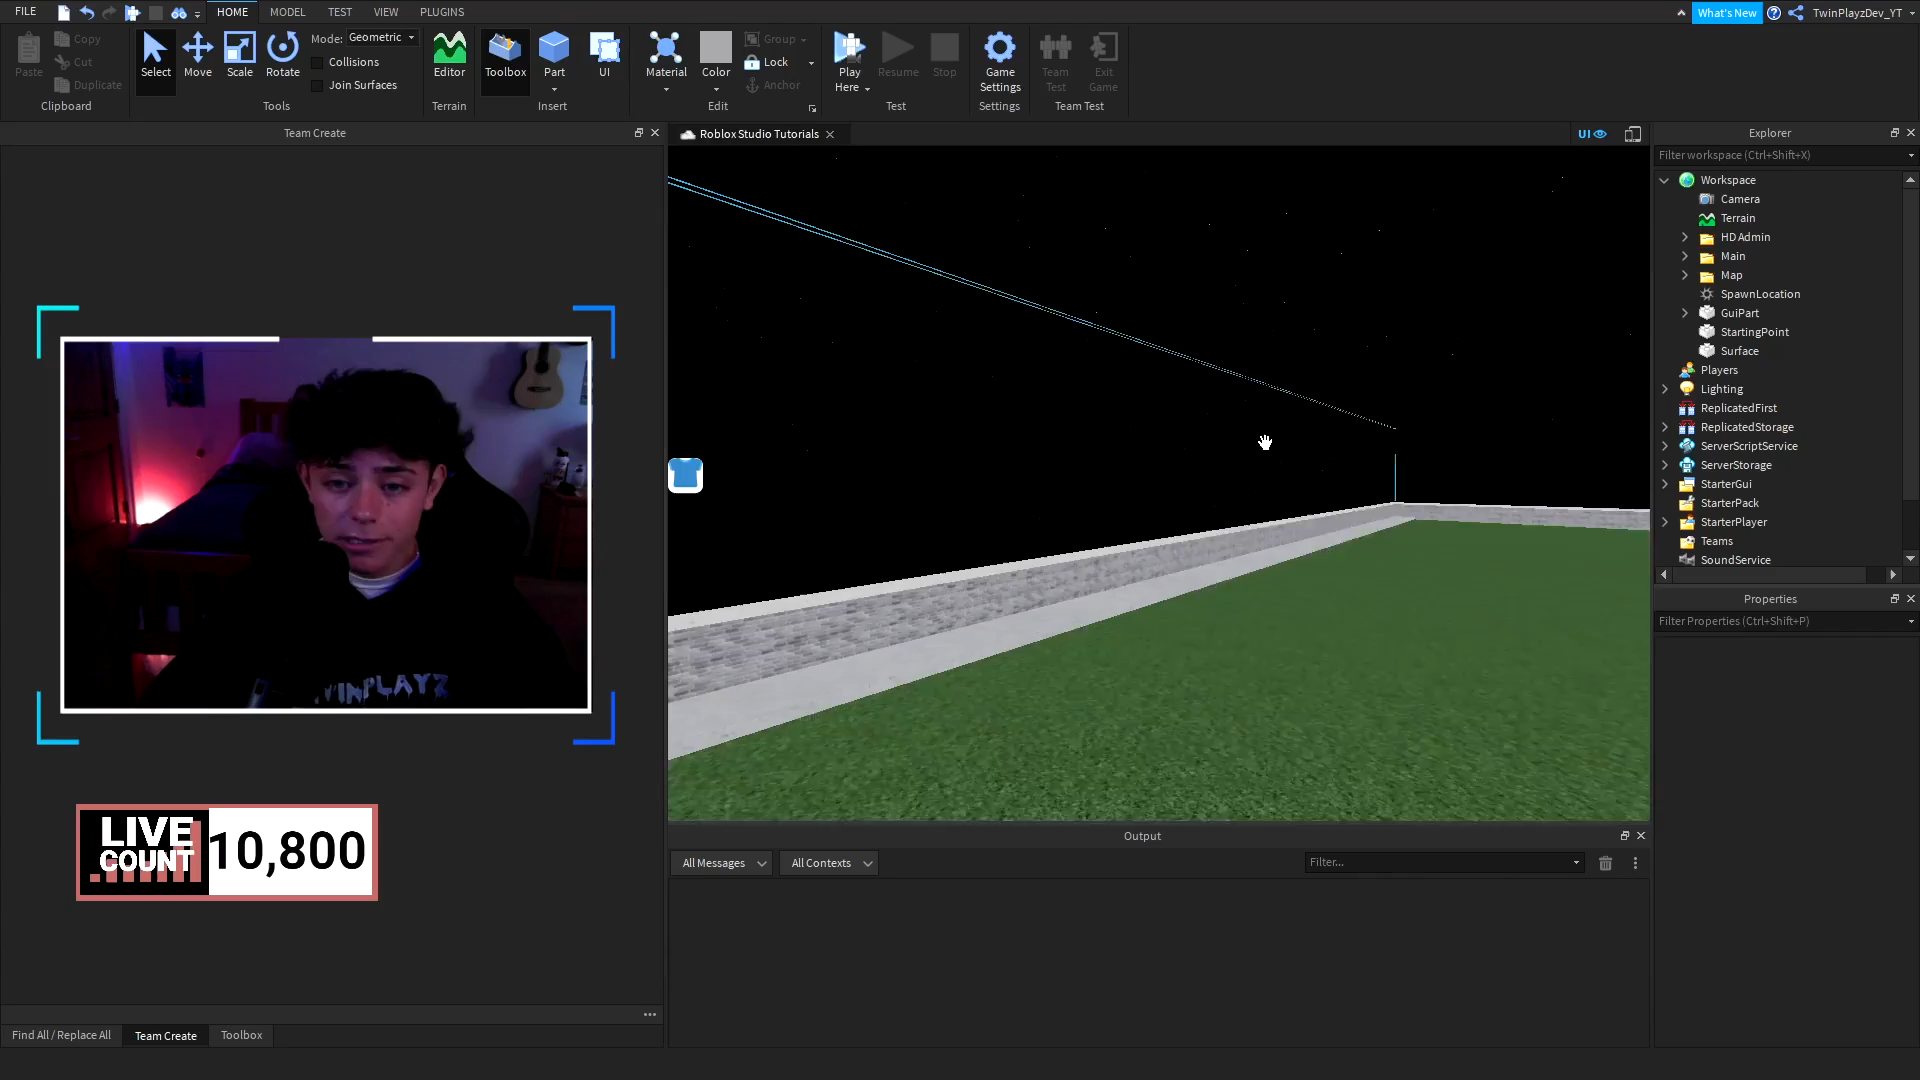 FILE HOME MODEL TEST VIEW PLUGINS What's New TwinPlayzDev_YT
Paste Copy Cut Duplicate
Clipboard
Select Move Scale Rotate
Mode: Geometric
Collisions
Join Surfaces
Tools
Editor
Terrain
Toolbox Part UI
Insert
Material Color Group Lock Anchor
Edit
Play Here Resume Stop
Test
Game Settings
Settings
Team Test Exit Game
Team Test
Team Create
Roblox Studio Tutorials
UI
Explorer
Filter workspace (Ctrl+Shift+X)
Workspace
Camera
Terrain
HD Admin
Main
Map
SpawnLocation
GuiPart
StartingPoint
Surface
Players
Lighting
ReplicatedFirst
ReplicatedStorage
ServerScriptService
ServerStorage
StarterGui
StarterPack
StarterPlayer
Teams
SoundService
Properties
Filter Properties (Ctrl+Shift+P)
LIVE
COUNT
10,800
Output
All Messages All Contexts Filter...
Find All / Replace All Team Create Toolbox